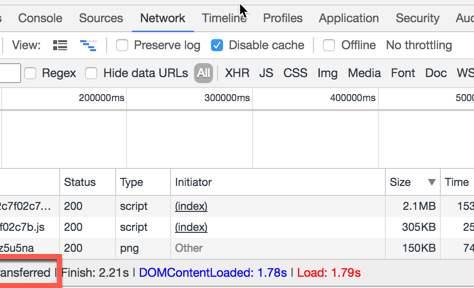 Console Sources Network Timeline Profiles Application Security Au
View: Preserve log Disable cache Offline No throttling
Regex Hide data URLs All XHR JS CSS Img Media Font Doc WS
200000ms 300000ms 400000ms 5000
Status Type Initiator Size ▼ Time
2c7f02c7... 200 script (index) 2.1MB 153
f02c7b.js 200 script (index) 305KB 25
z5u5na 200 png Other 150KB 74
ansferred | Finish: 2.21s | DOMContentLoaded: 1.78s | Load: 1.79s